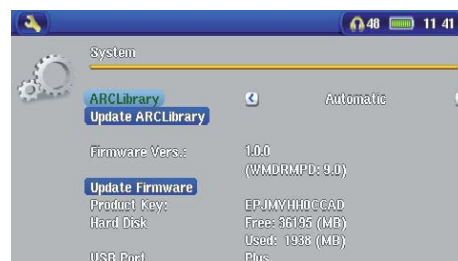 48 11 41
System
ARCLibrary Automatic
Update ARCLibrary
Firmware Vers.: 1.0.0
(WMDRMPD: 9.0)
Update Firmware
Product Key: EPJMVHHOCCAD
Hard Disk Free: 36195 (MB)
Used: 1938 (MB)
USB Port Plus